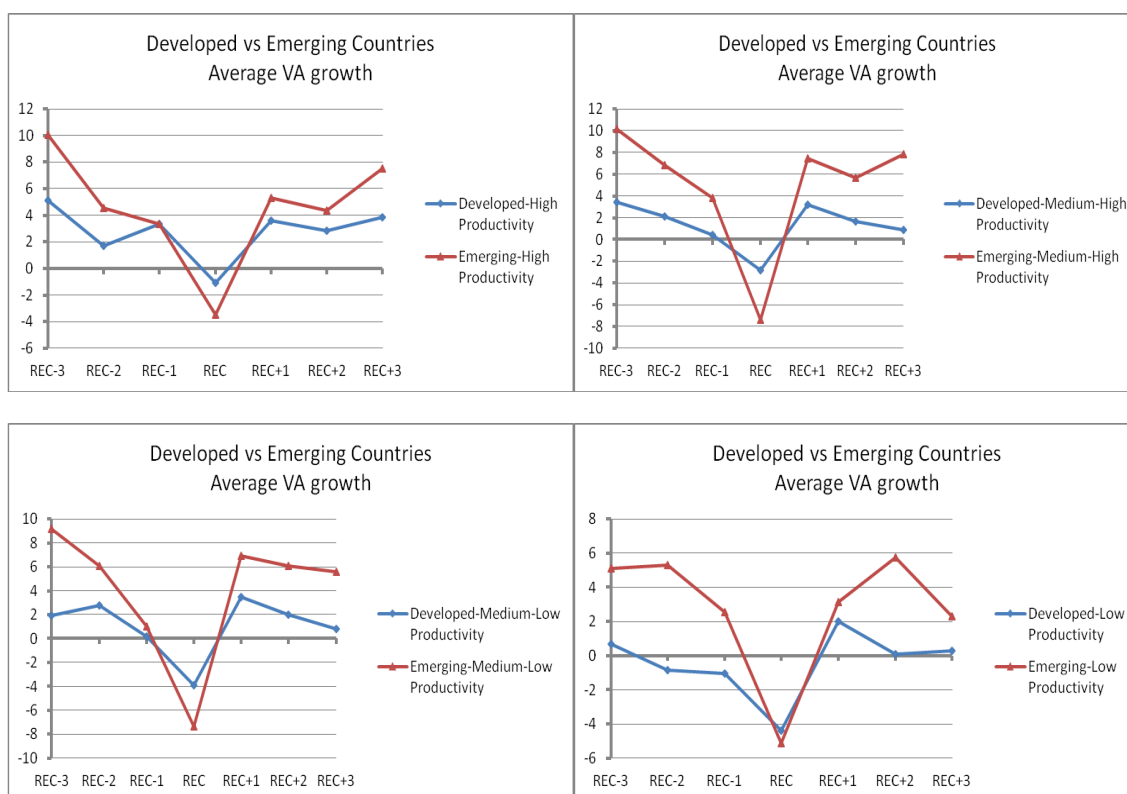 Developed vs Emerging Countries
Average VA growth
12
10
8
6
4
2
0
-2
-4
-6
REC-3 REC-2 REC-1 REC REC+1 REC+2 REC+3
Developed-High
Productivity
Emerging-High
Productivity
Developed vs Emerging Countries
Average VA growth
12
10
8
6
4
2
0
-2
-4
-6
-8
-10
REC-3 REC-2 REC-1 REC REC+1 REC+2 REC+3
Developed-Medium-High
Productivity
Emerging-Medium-High
Productivity
Developed vs Emerging Countries
Average VA growth
10
8
6
4
2
0
-2
-4
-6
-8
-10
REC-3 REC-2 REC-1 REC REC+1 REC+2 REC+3
Developed-Medium-Low
Productivity
Emerging-Medium-Low
Productivity
Developed vs Emerging Countries
Average VA growth
8
6
4
2
0
-2
-4
-6
REC-3 REC-2 REC-1 REC REC+1 REC+2 REC+3
Developed-Low
Productivity
Emerging-Low
Productivity